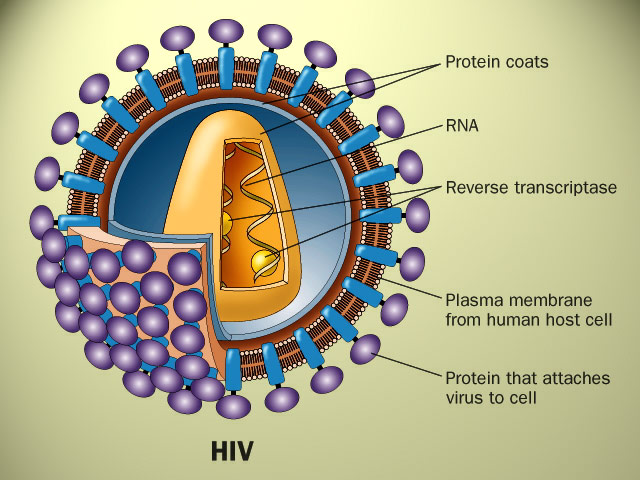 Protein coats
RNA
Reverse transcriptase
Plasma membrane
from human host cell
Protein that attaches
virus to cell
HIV